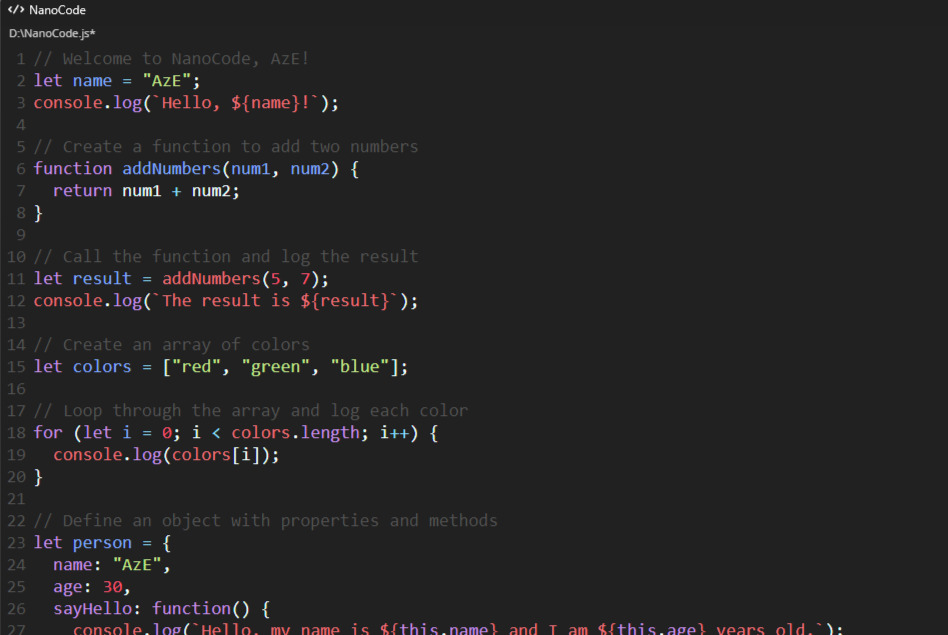 </> NanoCode
D:\NanoCode.js*
1 // Welcome to NanoCode, AzE!
2 let name = "AzE";
3 console.log(`Hello, ${name}!`);
4
5 // Create a function to add two numbers
6 function addNumbers(num1, num2) {
7   return num1 + num2;
8 }
9
10 // Call the function and log the result
11 let result = addNumbers(5, 7);
12 console.log(`The result is ${result}`);
13
14 // Create an array of colors
15 let colors = ["red", "green", "blue"];
16
17 // Loop through the array and log each color
18 for (let i = 0; i < colors.length; i++) {
19   console.log(colors[i]);
20 }
21
22 // Define an object with properties and methods
23 let person = {
24   name: "AzE",
25   age: 30,
26   sayHello: function() {
27     console.log(`Hello, my name is ${this.name} and I am ${this.age} years old.`);